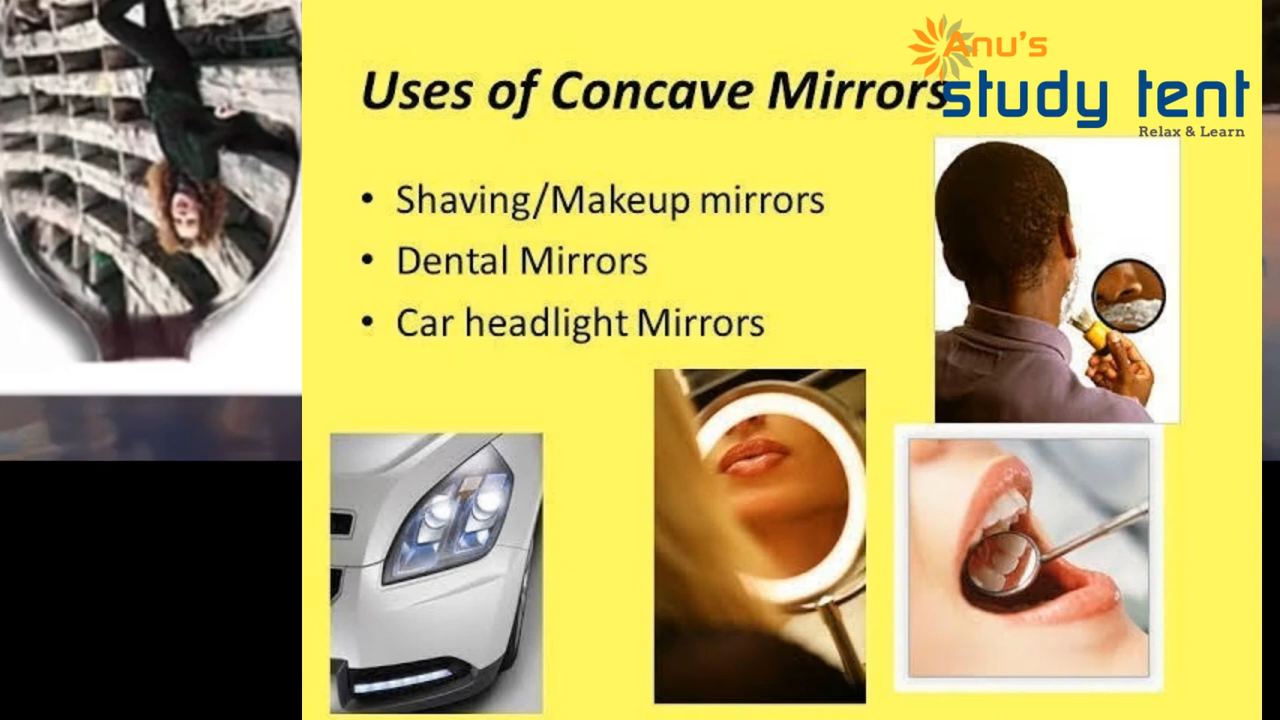 Anu's
Uses of Concave Mirrors
study tent
Relax & Learn
• Shaving/Makeup mirrors
• Dental Mirrors
• Car headlight Mirrors